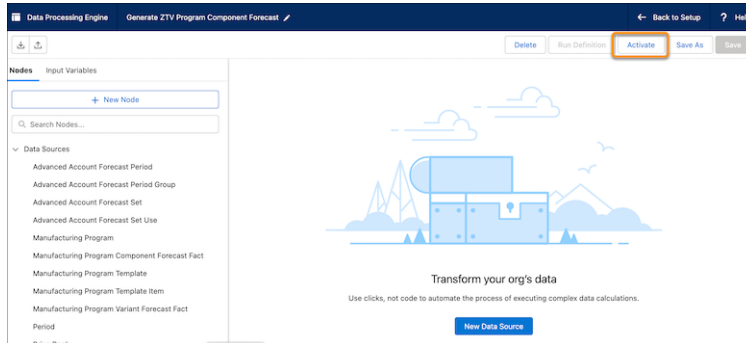 Data Processing Engine Generate ZTV Program Component Forecast Back to Setup ? Hel
Delete Run Definition Activate Save As Save
Nodes Input Variables
+ New Node
Search Nodes...
Data Sources
Advanced Account Forecast Period
Advanced Account Forecast Period Group
Advanced Account Forecast Set
Advanced Account Forecast Set Use
Manufacturing Program
Manufacturing Program Component Forecast Fact
Manufacturing Program Template
Manufacturing Program Template Item
Manufacturing Program Variant Forecast Fact
Period
Transform your org's data
Use clicks, not code to automate the process of executing complex data calculations.
New Data Source